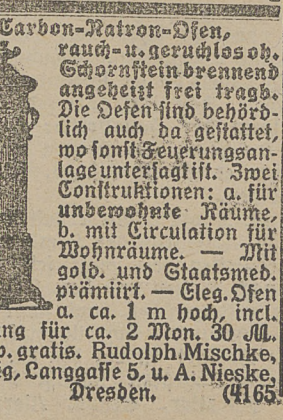 Carbon-Natron-Ofen,
rauch- u. geruchlos oh.
Schornstein brennend
angeheizt frei tragb.
Die Oefen sind behörd-
lich auch da gestattet,
wo sonst Feuerungsan-
lage untersagt ist. Zwei
Construktionen: a. für
unbewohnte Räume,
b. mit Circulation für
Wohnräume. — Mit
gold. und Staatsmed.
prämiirt. — Eleg. Ofen
a. ca. 1 m hoch, incl.
ng für ca. 2 Mon. 30 M.
p. gratis. Rudolph Mischke,
g, Langgasse 5, u. A. Nieske,
Dresden. (4165